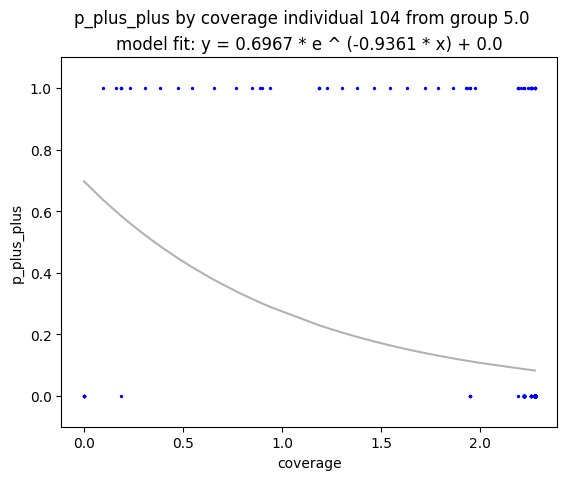 p_plus_plus by coverage individual 104 from group 5.0
model fit: y = 0.6967 * e ^ (-0.9361 * x) + 0.0
1.0
0.8
0.6
0.4
0.2
0.0
p_plus_plus
0.0 0.5 1.0 1.5 2.0
coverage